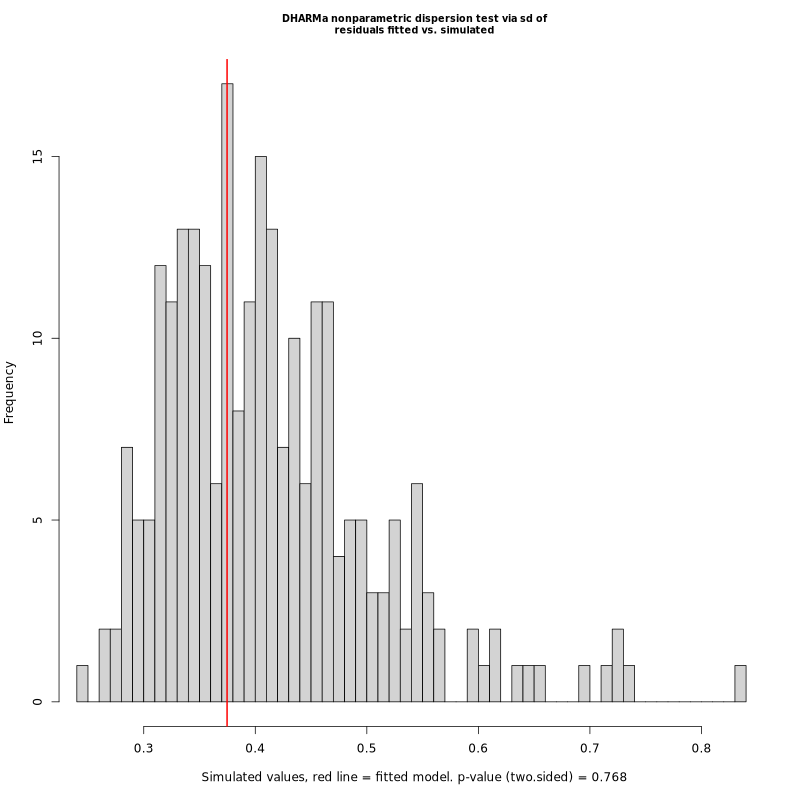 DHARMa nonparametric dispersion test via sd of
residuals fitted vs. simulated
Frequency
15
10
5
0
0.3 0.4 0.5 0.6 0.7 0.8
Simulated values, red line = fitted model. p-value (two.sided) = 0.768